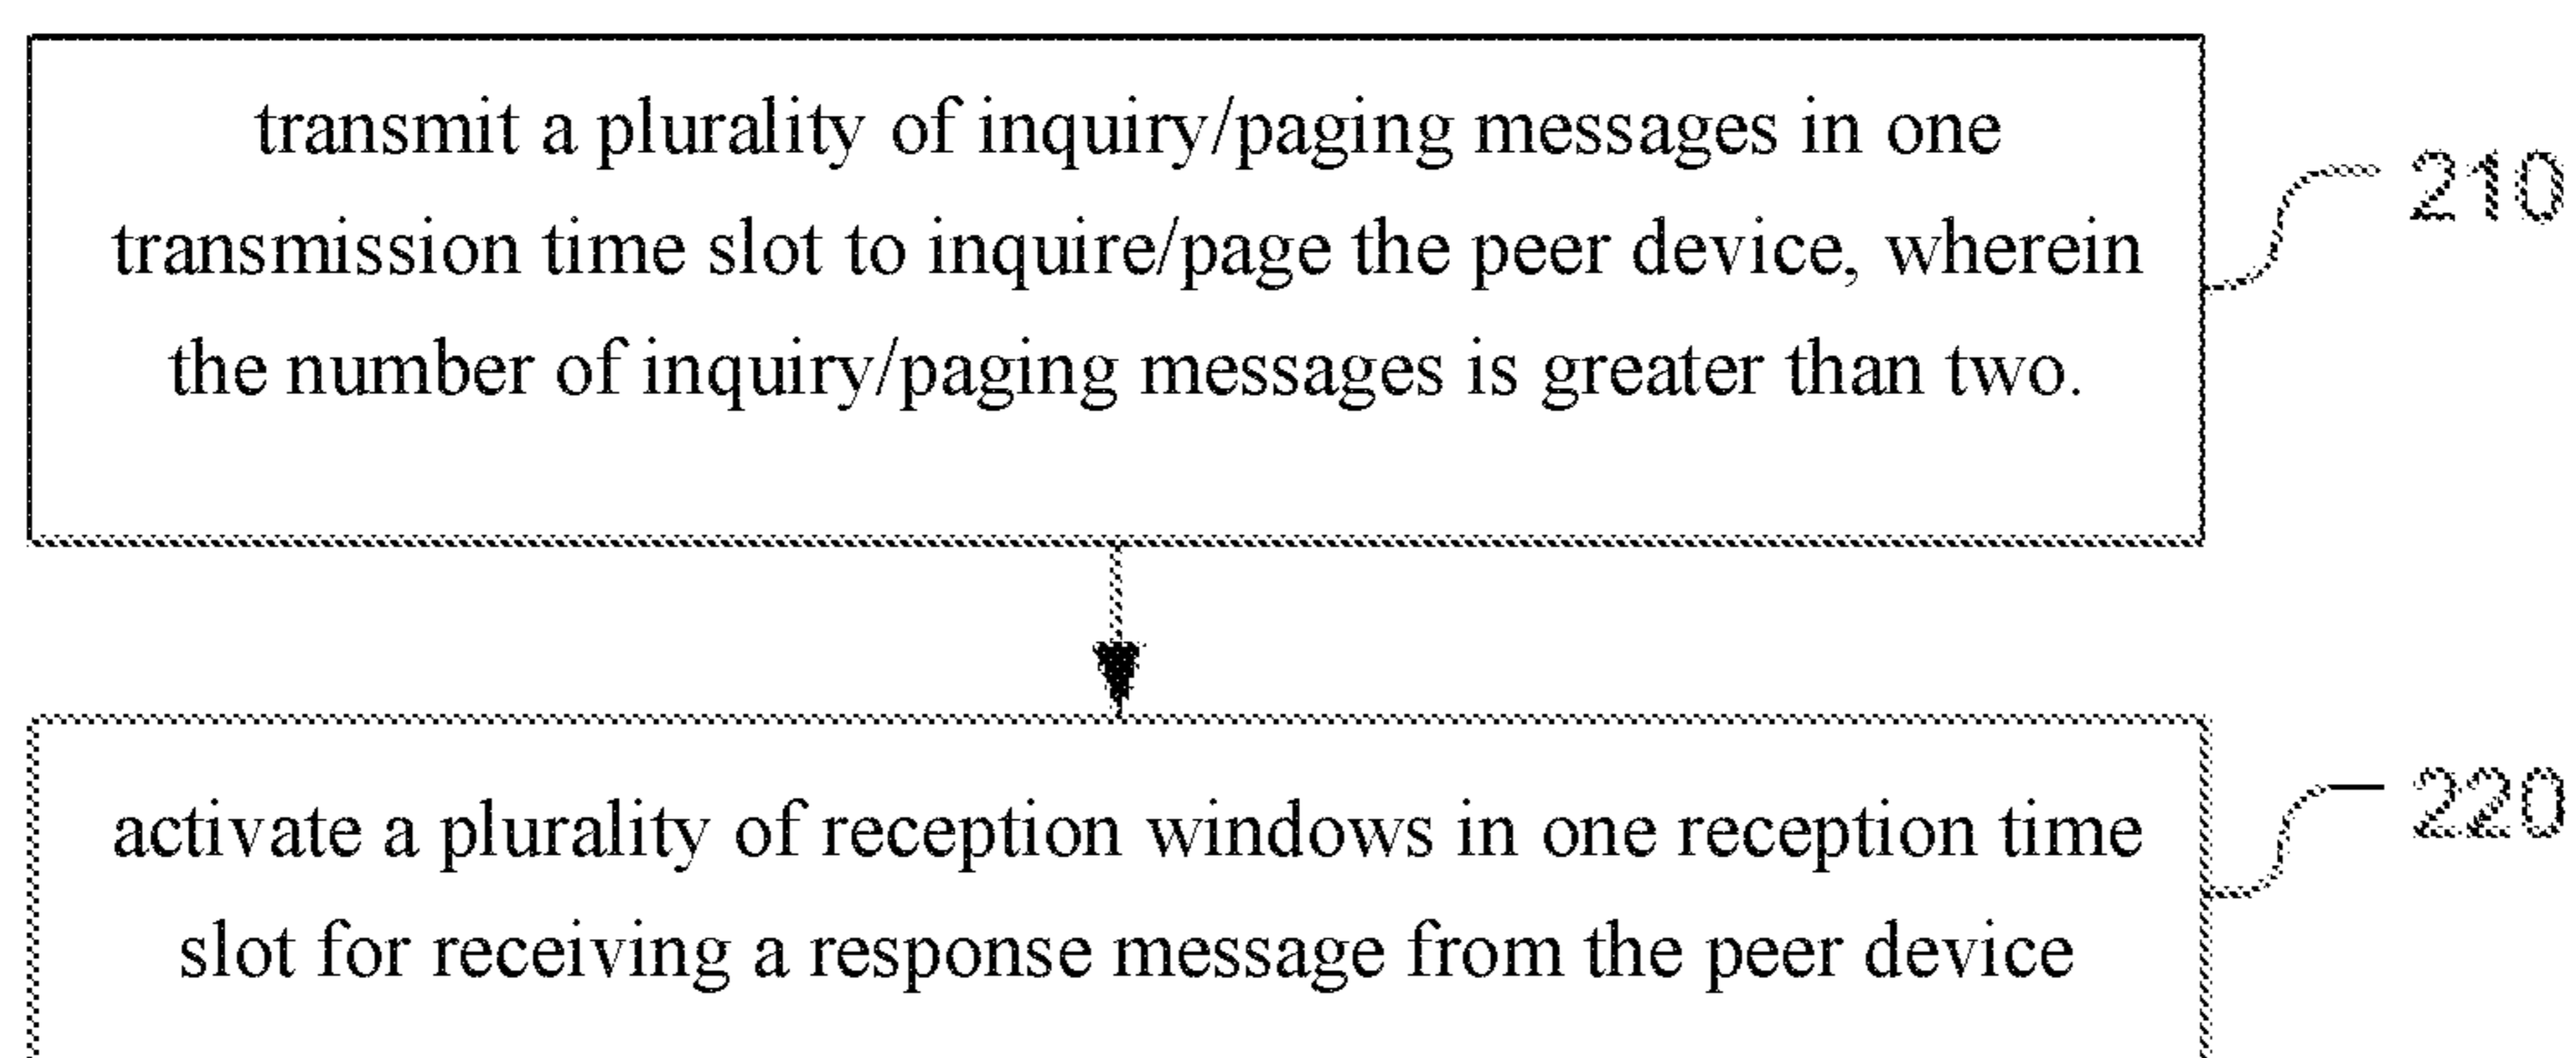 transmit a plurality of inquiry/paging messages in one
transmission time slot to inquire/page the peer device, wherein
the number of inquiry/paging messages is greater than two.
210
activate a plurality of reception windows in one reception time
slot for receiving a response message from the peer device
220